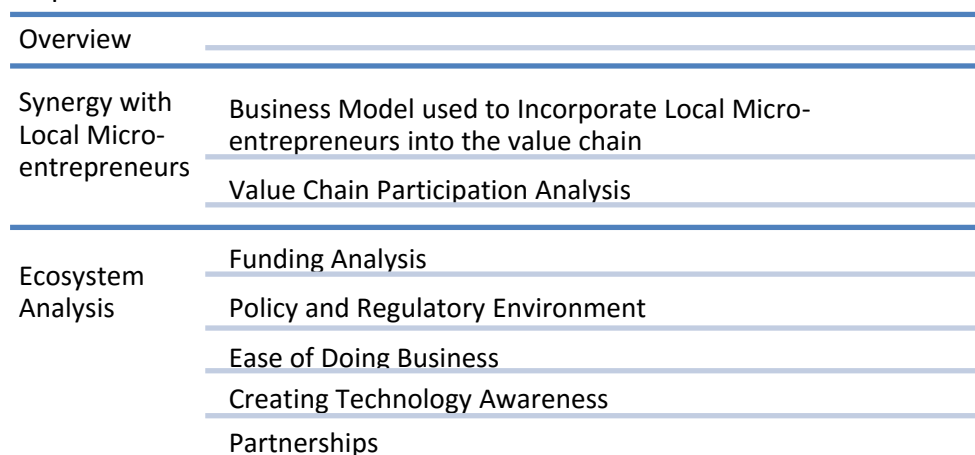 Overview
Synergy with
Local Micro-
entrepreneurs
Business Model used to Incorporate Local Micro-
entrepreneurs into the value chain
Value Chain Participation Analysis
Ecosystem
Analysis
Funding Analysis
Policy and Regulatory Environment
Ease of Doing Business
Creating Technology Awareness
Partnerships